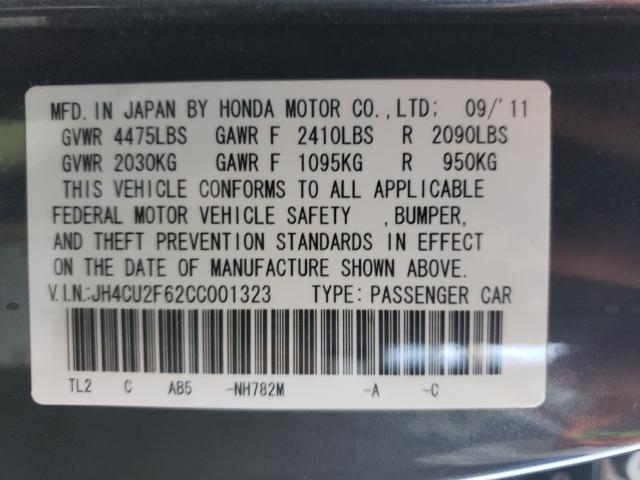 MFD. IN JAPAN BY HONDA MOTOR CO., LTD; 09/'11
GVWR 4475LBS GAWR F 2410LBS R 2090LBS
GVWR 2030KG GAWR F 1095KG R 950KG
THIS VEHICLE CONFORMS TO ALL APPLICABLE
FEDERAL MOTOR VEHICLE SAFETY , BUMPER,
AND THEFT PREVENTION STANDARDS IN EFFECT
ON THE DATE OF MANUFACTURE SHOWN ABOVE.
V.I.N.:JH4CU2F62CC001323 TYPE: PASSENGER CAR
TL2 C AB5 -NH782M -A -C